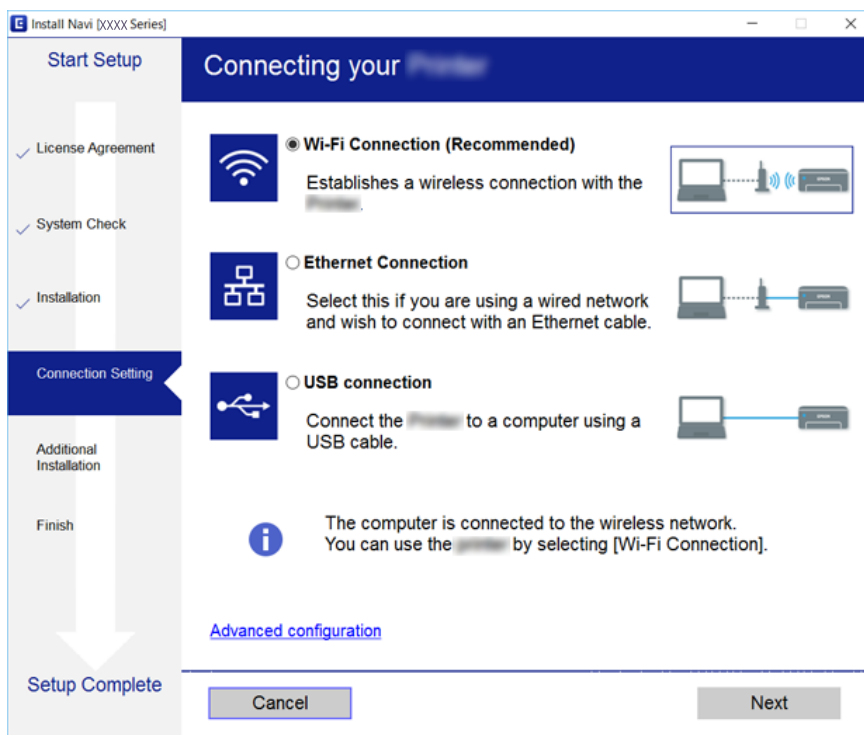 Install Navi [XXXX Series]
Start Setup
License Agreement
System Check
Installation
Connection Setting
Additional
Installation
Finish
Setup Complete
Connecting your
Wi-Fi Connection (Recommended)
Establishes a wireless connection with the
.
Ethernet Connection
Select this if you are using a wired network
and wish to connect with an Ethernet cable.
USB connection
Connect the to a computer using a
USB cable.
The computer is connected to the wireless network.
You can use the by selecting [Wi-Fi Connection].
Advanced configuration
Cancel
Next